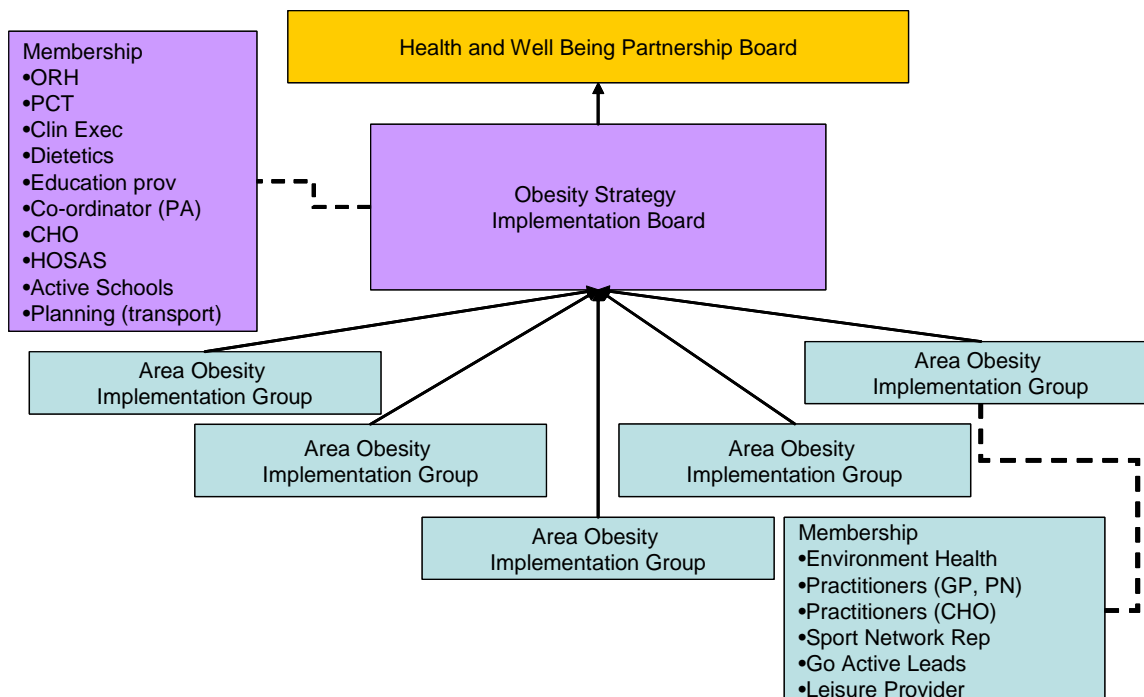 Health and Well Being Partnership Board
Membership
•ORH
•PCT
•Clin Exec
•Dietetics
•Education prov
•Co-ordinator (PA)
•CHO
•HOSAS
•Active Schools
•Planning (transport)
Obesity Strategy
Implementation Board
Area Obesity
Implementation Group
Area Obesity
Implementation Group
Area Obesity
Implementation Group
Area Obesity
Implementation Group
Area Obesity
Implementation Group
Membership
•Environment Health
•Practitioners (GP, PN)
•Practitioners (CHO)
•Sport Network Rep
•Go Active Leads
•Leisure Provider